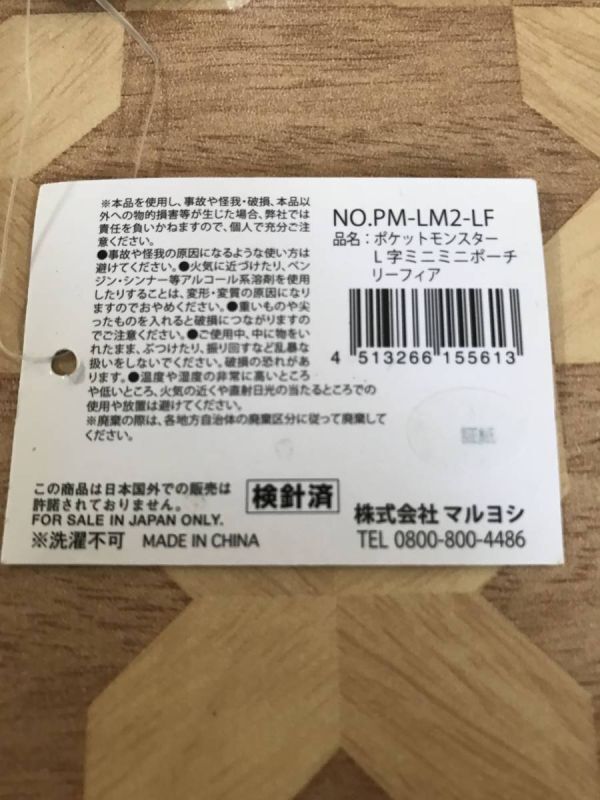 ※本品を使用し、事故や怪我・破損、本品以
外への物的損害等が生じた場合、弊社では
責任を負いかねますので、個人で充分ご注
意ください。
●事故や怪我の原因になるような使い方は
避けてください。●火気に近づけたり、ベン
ジン・シンナー等アルコール系溶剤を使用
したりすることは、変形・変質の原因になり
ますのでおやめください。●重いものや尖
ったものを入れると破損につながりますの
でご注意ください。●ご使用中、中に物をい
れたまま、ぶつけたり、振り回すなど乱暴な
扱いをしないでください。破損の恐れがあ
ります。●温度や湿度の非常に高いところ
や低いところ、火気の近くや直射日光の当たるところでの
使用や放置は避けてください。
※廃棄の際は、各地方自治体の廃棄区分に従って廃棄して
ください。
NO.PM-LM2-LF
品名：ポケットモンスター
L字ミニミニポーチ
リーフィア
4 513266 155613
証紙
この商品は日本国外での販売は
許諾されておりません。
FOR SALE IN JAPAN ONLY.
※洗濯不可 MADE IN CHINA
検針済
株式会社 マルヨシ
TEL 0800-800-4486